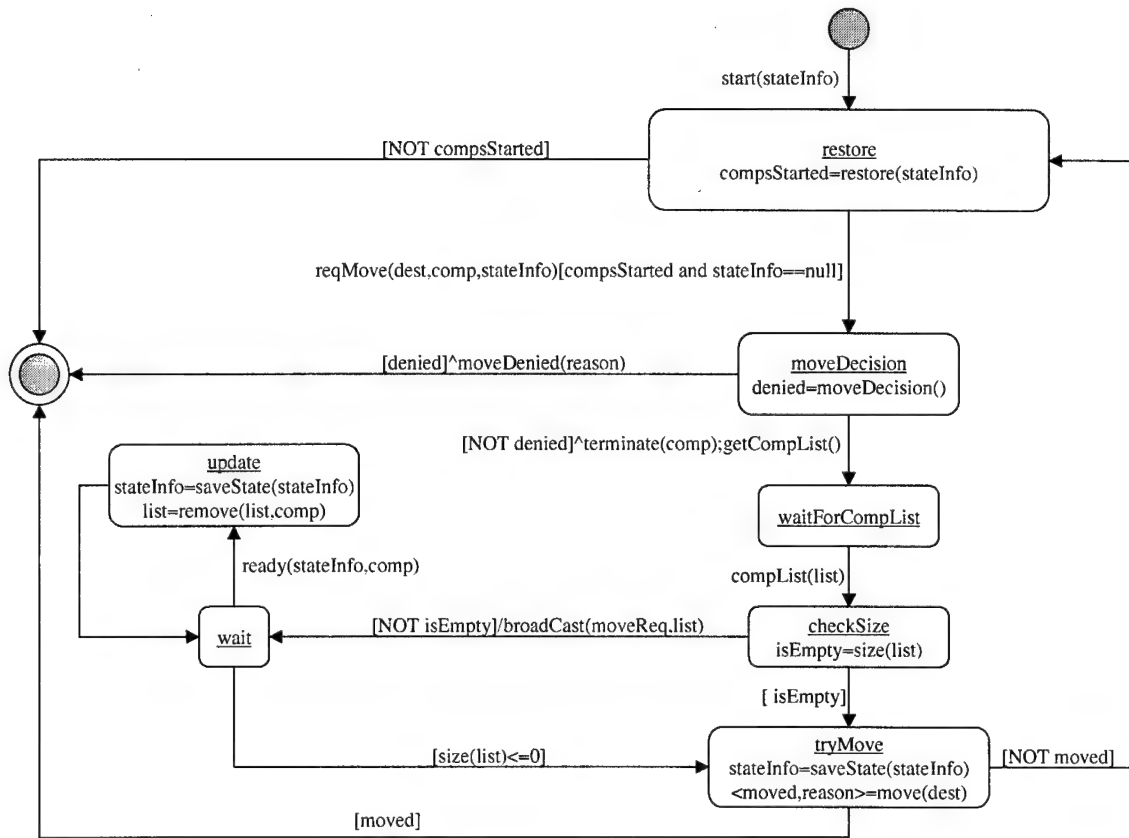 start(stateInfo)
[NOT compsStarted]
restore
compsStarted=restore(stateInfo)
reqMove(dest,comp,stateInfo)[compsStarted and stateInfo==null]
[denied]^moveDenied(reason)
moveDecision
denied=moveDecision()
[NOT denied]^terminate(comp);getCompList()
update
stateInfo=saveState(stateInfo)
list=remove(list,comp)
waitForCompList
ready(stateInfo,comp)
compList(list)
wait
[NOT isEmpty]/broadCast(moveReq,list)
checkSize
isEmpty=size(list)
[ isEmpty]
[size(list)<=0]
tryMove
stateInfo=saveState(stateInfo)
<moved,reason>=move(dest)
[NOT moved]
[moved]